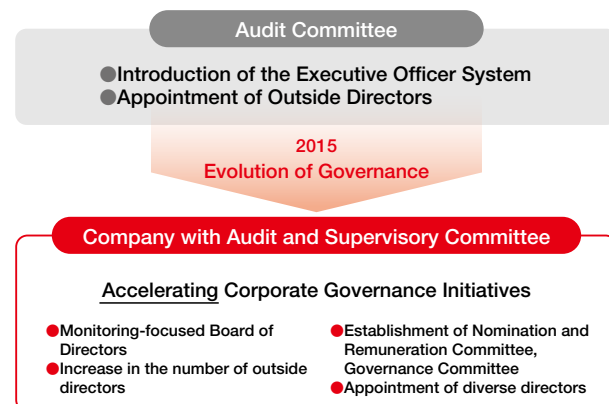 Audit Committee
●Introduction of the Executive Officer System
●Appointment of Outside Directors
2015
Evolution of Governance
Company with Audit and Supervisory Committee
Accelerating Corporate Governance Initiatives
●Monitoring-focused Board of
Directors
●Increase in the number of outside
directors
●Establishment of Nomination and
Remuneration Committee,
Governance Committee
●Appointment of diverse directors